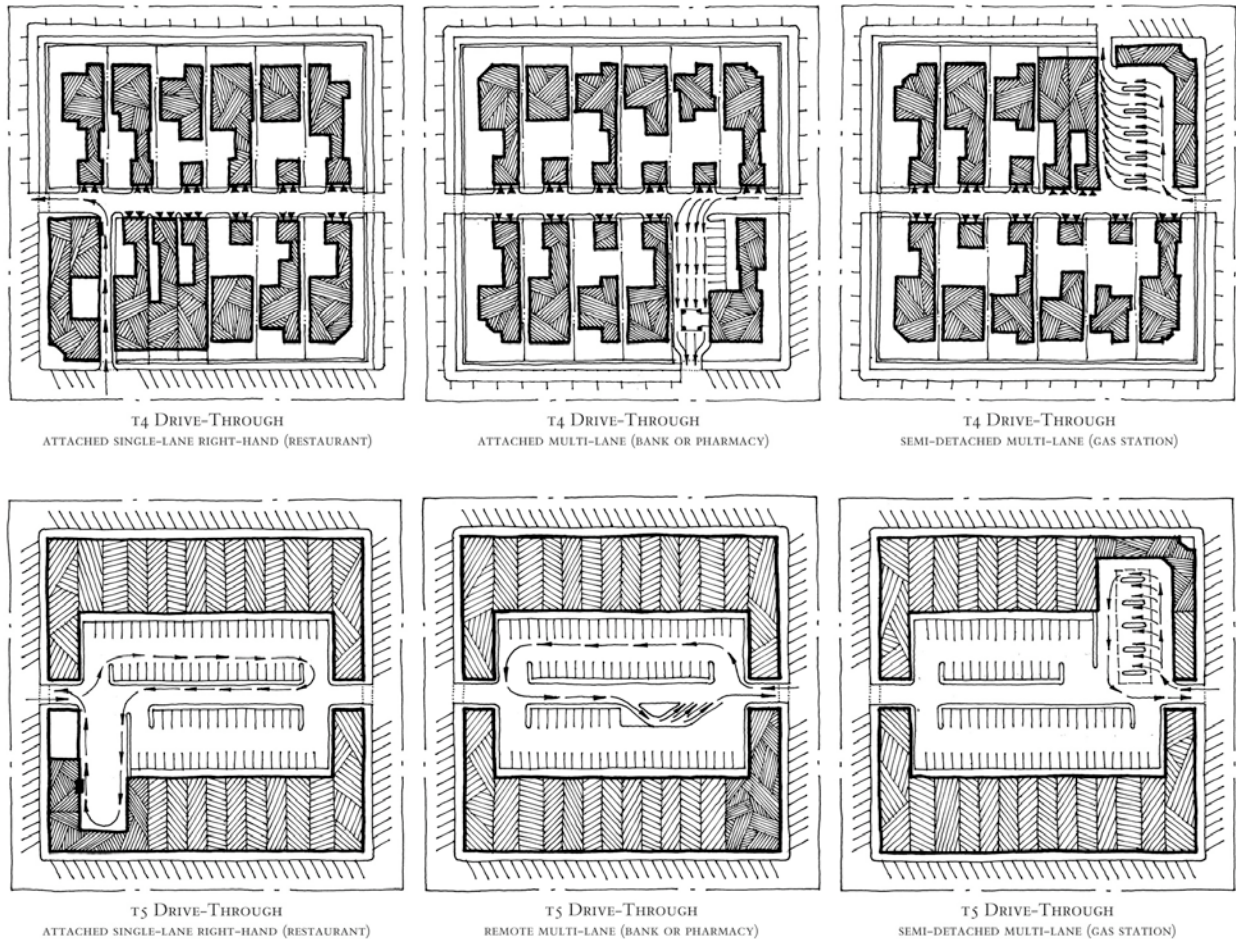 T4 Drive-Through
ATTACHED SINGLE-LANE RIGHT-HAND (RESTAURANT)
T4 Drive-Through
ATTACHED MULTI-LANE (BANK OR PHARMACY)
T4 Drive-Through
SEMI-DETACHED MULTI-LANE (GAS STATION)
T5 Drive-Through
ATTACHED SINGLE-LANE RIGHT-HAND (RESTAURANT)
T5 Drive-Through
REMOTE MULTI-LANE (BANK OR PHARMACY)
T5 Drive-Through
SEMI-DETACHED MULTI-LANE (GAS STATION)